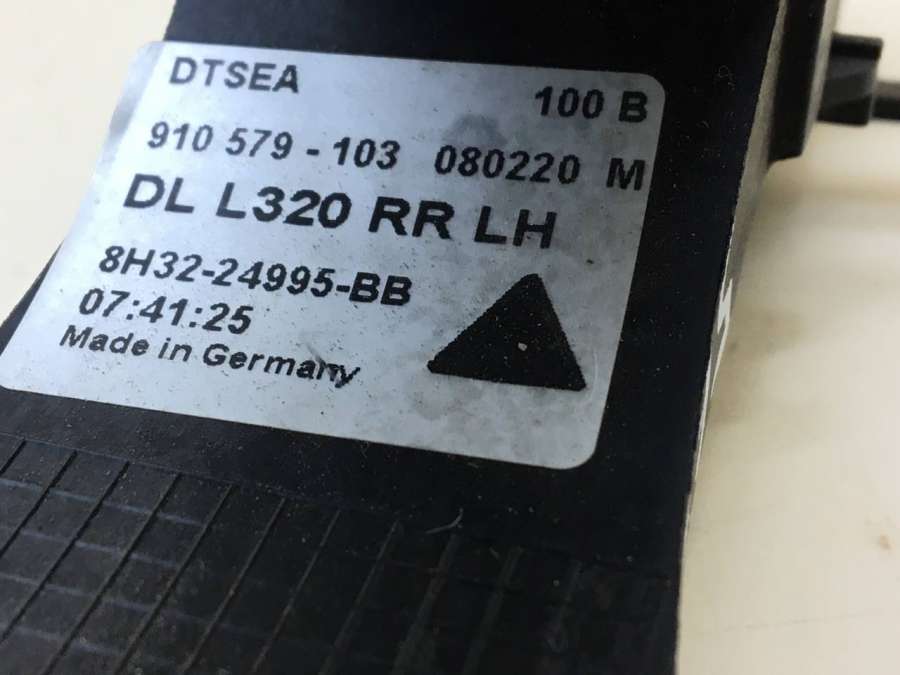 DTSEA 100 B
910 579 - 103 080220 M
DL L320 RR LH
8H32-24995-BB
07:41:25
Made in Germany